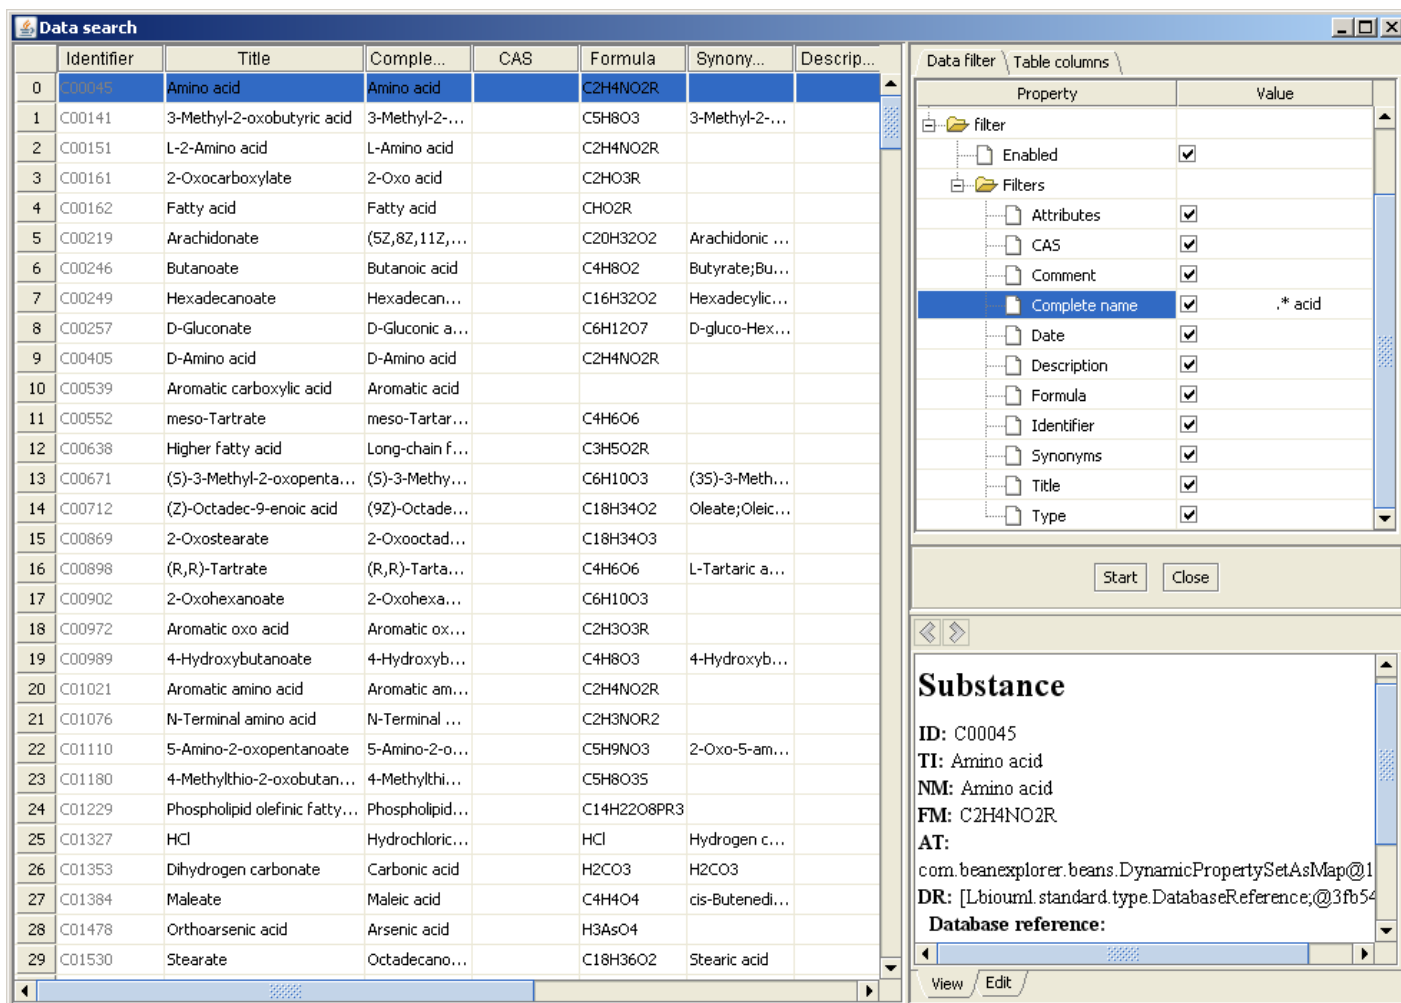 Data search
Identifier Title Comple... CAS Formula Synony... Descrip...
0 C00045 Amino acid Amino acid C2H4NO2R
1 C00141 3-Methyl-2-oxobutyric acid 3-Methyl-2-... C5H8O3 3-Methyl-2-...
2 C00151 L-2-Amino acid L-Amino acid C2H4NO2R
3 C00161 2-Oxocarboxylate 2-Oxo acid C2HO3R
4 C00162 Fatty acid Fatty acid CHO2R
5 C00219 Arachidonate (5Z,8Z,11Z,... C20H32O2 Arachidonic ...
6 C00246 Butanoate Butanoic acid C4H8O2 Butyrate;Bu...
7 C00249 Hexadecanoate Hexadecan... C16H32O2 Hexadecylic...
8 C00257 D-Gluconate D-Gluconic a... C6H12O7 D-gluco-Hex...
9 C00405 D-Amino acid D-Amino acid C2H4NO2R
10 C00539 Aromatic carboxylic acid Aromatic acid
11 C00552 meso-Tartrate meso-Tartar... C4H6O6
12 C00638 Higher fatty acid Long-chain f... C3H5O2R
13 C00671 (S)-3-Methyl-2-oxopenta... (S)-3-Methy... C6H10O3 (3S)-3-Meth...
14 C00712 (Z)-Octadec-9-enoic acid (9Z)-Octade... C18H34O2 Oleate;Oleic...
15 C00869 2-Oxostearate 2-Oxooctad... C18H34O3
16 C00898 (R,R)-Tartrate (R,R)-Tarta... C4H6O6 L-Tartaric a...
17 C00902 2-Oxohexanoate 2-Oxohexa... C6H10O3
18 C00972 Aromatic oxo acid Aromatic ox... C2H3O3R
19 C00989 4-Hydroxybutanoate 4-Hydroxyb... C4H8O3 4-Hydroxyb...
20 C01021 Aromatic amino acid Aromatic am... C2H4NO2R
21 C01076 N-Terminal amino acid N-Terminal ... C2H3NOR2
22 C01110 5-Amino-2-oxopentanoate 5-Amino-2-o... C5H9NO3 2-Oxo-5-am...
23 C01180 4-Methylthio-2-oxobutan... 4-Methylthi... C5H8O3S
24 C01229 Phospholipid olefinic fatty... Phospholipid... C14H22O8PR3
25 C01327 HCl Hydrochloric... HCl Hydrogen c...
26 C01353 Dihydrogen carbonate Carbonic acid H2CO3 H2CO3
27 C01384 Maleate Maleic acid C4H4O4 cis-Butenedi...
28 C01478 Orthoarsenic acid Arsenic acid H3AsO4
29 C01530 Stearate Octadecano... C18H36O2 Stearic acid
Data filter Table columns
Property Value
filter
Enabled
Filters
Attributes
CAS
Comment
Complete name .* acid
Date
Description
Formula
Identifier
Synonyms
Title
Type
Start Close
Substance
ID: C00045
TI: Amino acid
NM: Amino acid
FM: C2H4NO2R
AT:
com.beanexplorer.beans.DynamicPropertySetAsMap@1
DR: [Lbiouml.standard.type.DatabaseReference;@3fb54
Database reference:
View Edit